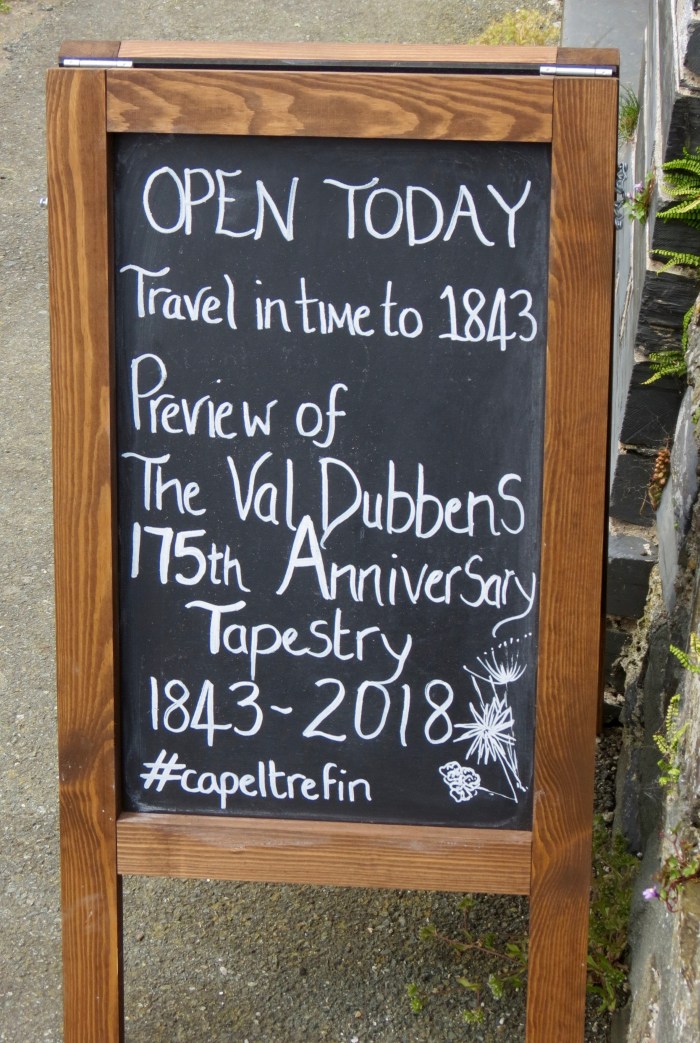 OPEN TODAY
Travel in time to 1843
Preview of
The Val Dubbens
175th Anniversary
Tapestry
1843-2018
#capeltrefin